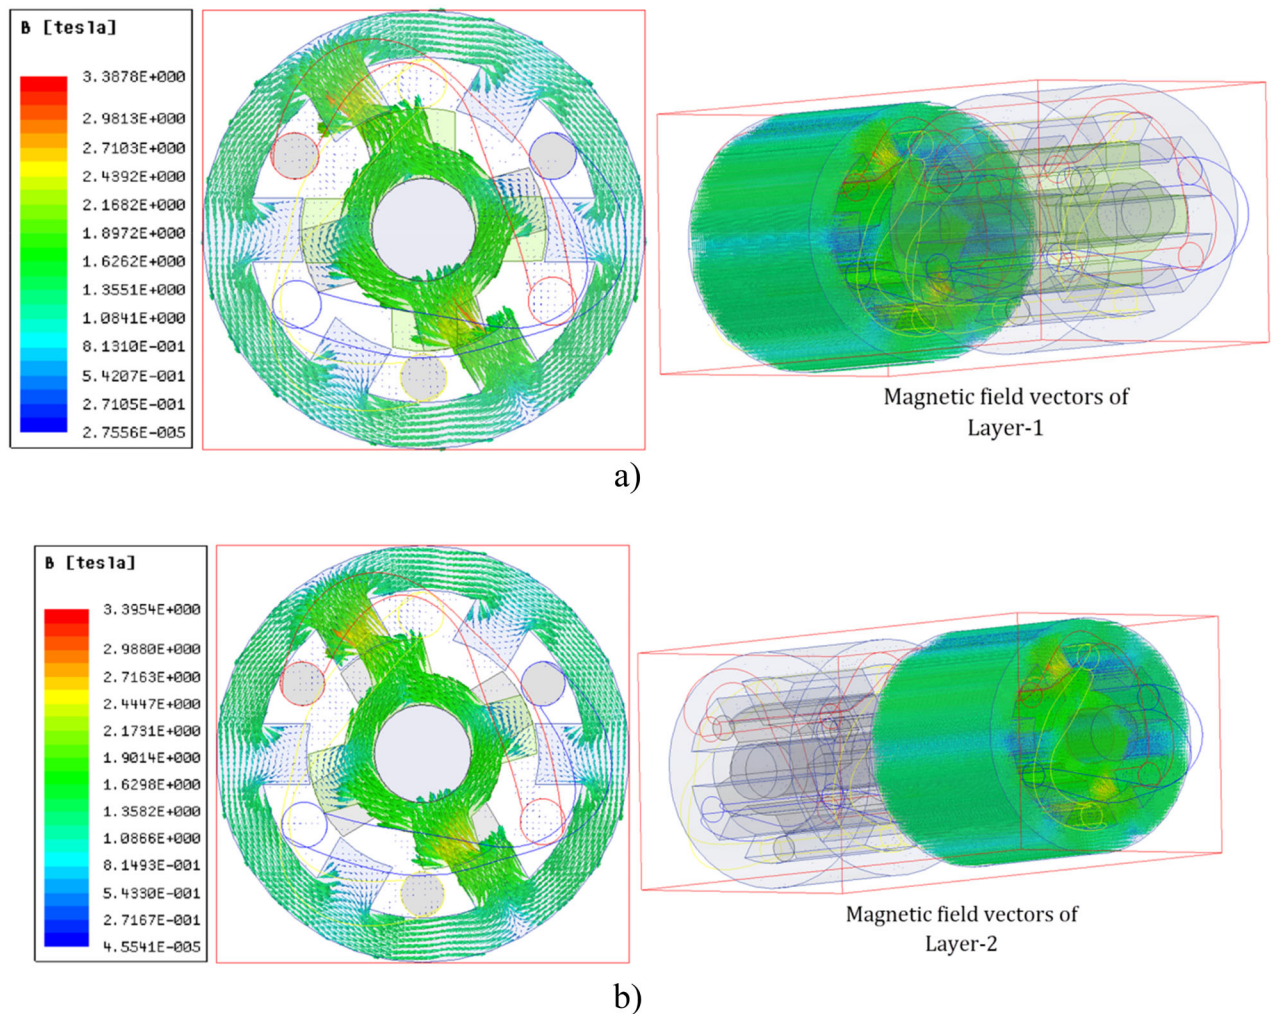 B [tesla]
3.3878E+000
2.9813E+000
2.7103E+000
2.4392E+000
2.1682E+000
1.8972E+000
1.6262E+000
1.3551E+000
1.0841E+000
8.1310E-001
5.4207E-001
2.7105E-001
2.7556E-005
Magnetic field vectors of
Layer-1
a)
B [tesla]
3.3954E+000
2.9880E+000
2.7163E+000
2.4447E+000
2.1731E+000
1.9014E+000
1.6298E+000
1.3582E+000
1.0866E+000
8.1493E-001
5.4330E-001
2.7167E-001
4.5541E-005
Magnetic field vectors of
Layer-2
b)